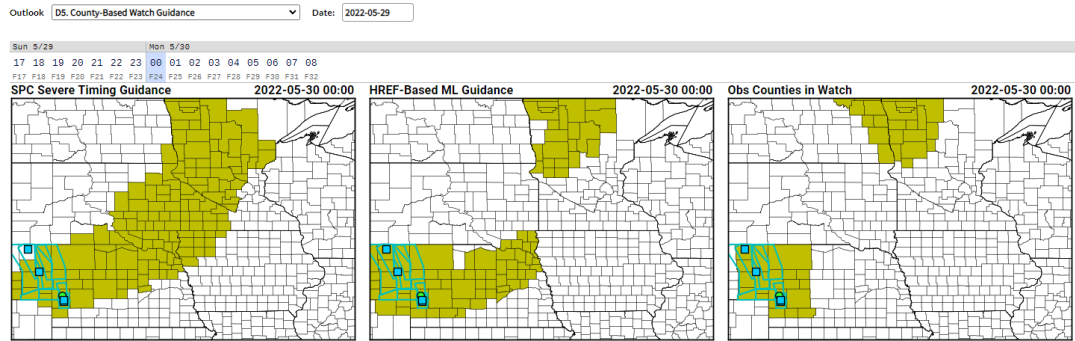 Outlook D5. County-Based Watch Guidance Date: 2022-05-29
Sun 5/29 Mon 5/30
17 18 19 20 21 22 23 00 01 02 03 04 05 06 07 08
F17 F18 F19 F20 F21 F22 F23 F24 F25 F26 F27 F28 F29 F30 F31 F32
SPC Severe Timing Guidance 2022-05-30 00:00 HREF-Based ML Guidance 2022-05-30 00:00 Obs Counties in Watch 2022-05-30 00:00